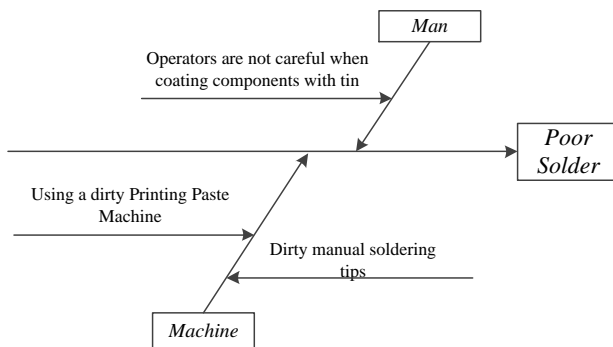 Man
Operators are not careful when
coating components with tin
Poor
Solder
Using a dirty Printing Paste
Machine
Dirty manual soldering
tips
Machine